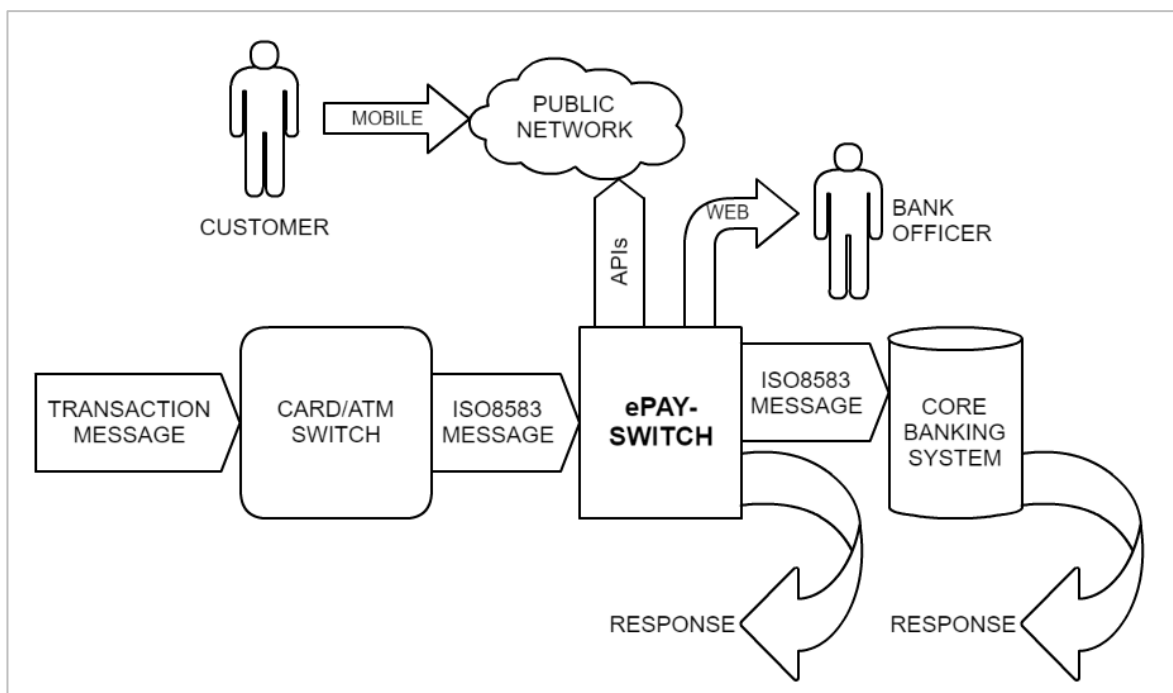 PUBLIC
NETWORK
MOBILE
CUSTOMER
WEB
BANK
OFFICER
APIs
TRANSACTION
MESSAGE
CARD/ATM
SWITCH
ISO8583
MESSAGE
ePAY-
SWITCH
ISO8583
MESSAGE
CORE
BANKING
SYSTEM
RESPONSE
RESPONSE